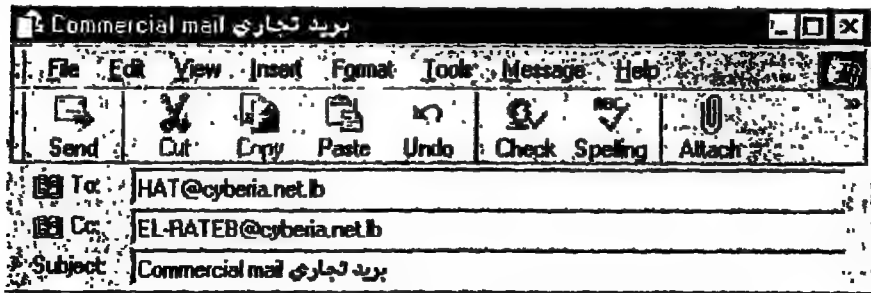 Commercial mail بريد تجاري
File Edit View Insert Format Tools Message Help
Send Cut Copy Paste Undo Check Spelling Attach
To: HAT@cyberia.net.lb
Cc: EL-RATEB@cyberia.net.lb
Subject: Commercial mail بريد تجاري